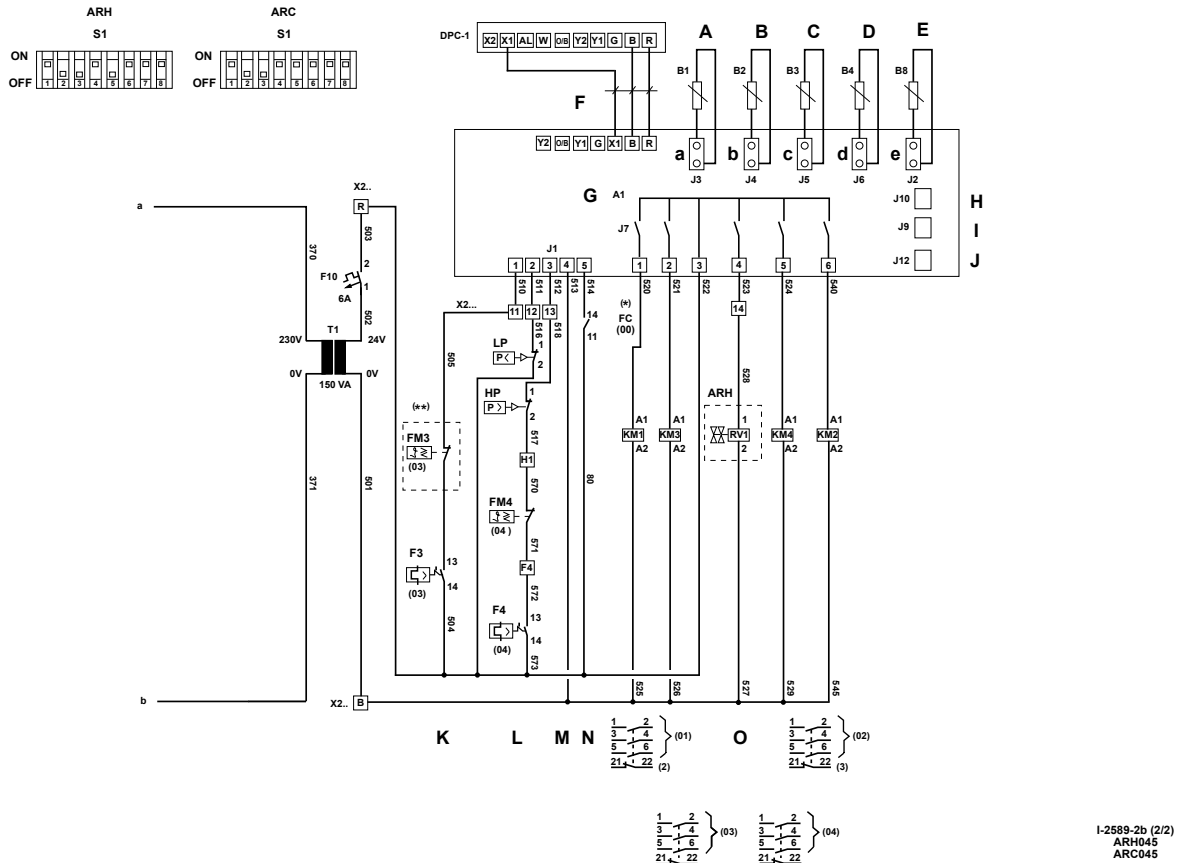 ARH
S1
ON
OFF
1 2 3 4 5 6 7 8
ARC
S1
ON
OFF
1 2 3 4 5 6 7 8
DPC-1
X2 X1 AL W O/B Y2 Y1 G B R
A B C D E
B1 B2 B3 B4 B8
F
Y2 O/B Y1 G X1 B R
a b c d e
J3 J4 J5 J6 J2
G A1
J10 H
J9 I
J12 J
J7
J1
1 2 3 4 5
1 2 3 4 5 6
510 511 512 513 514
520 521 522 523 524 540
a
X2..
R
503
370
2
F10
1
6A
502
T1
230V 24V
0V 0V
150 VA
371
501
b
X2.. B
X2...
11 12 13
516 518
14
11
(*)
FC
(00)
14
505
LP
P <
1
2
HP
P >
1
2
528
(**)
FM3
(03)
517
H1
570
80
FM4
(04 )
571
F4
572
F3
13
14
(03)
504
F4
13
14
(04)
573
ARH
A1 A1 1 A1 A1
KM1 KM3 RV1 KM4 KM2
A2 A2 2 A2 A2
525 526 527 529 545
K L M N O
1 2
3 4
5 6
21 22
(01)
(2)
1 2
3 4
5 6
21 22
(02)
(3)
1 2
3 4
5 6
21 22
(03)
1 2
3 4
5 6
21 22
(04)
I-2589-2b (2/2)
ARH045
ARC045